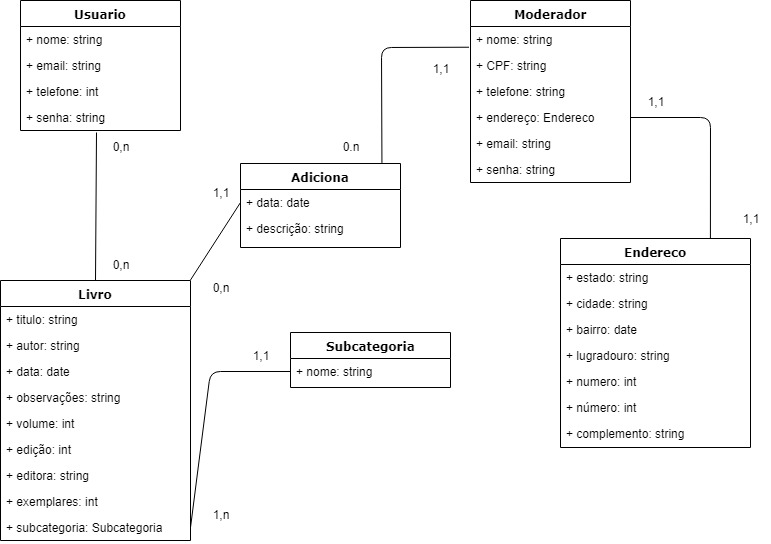 Usuario
+ nome: string
+ email: string
+ telefone: int
+ senha: string
0,n
0,n
Moderador
+ nome: string
+ CPF: string
+ telefone: string
+ endereço: Endereco
+ email: string
+ senha: string
1,1
0.n
1,1
1,1
Adiciona
+ data: date
+ descrição: string
1,1
0,n
Endereco
+ estado: string
+ cidade: string
+ bairro: date
+ lugradouro: string
+ numero: int
+ número: int
+ complemento: string
Livro
+ titulo: string
+ autor: string
+ data: date
+ observações: string
+ volume: int
+ edição: int
+ editora: string
+ exemplares: int
+ subcategoria: Subcategoria
Subcategoria
+ nome: string
1,1
1,n